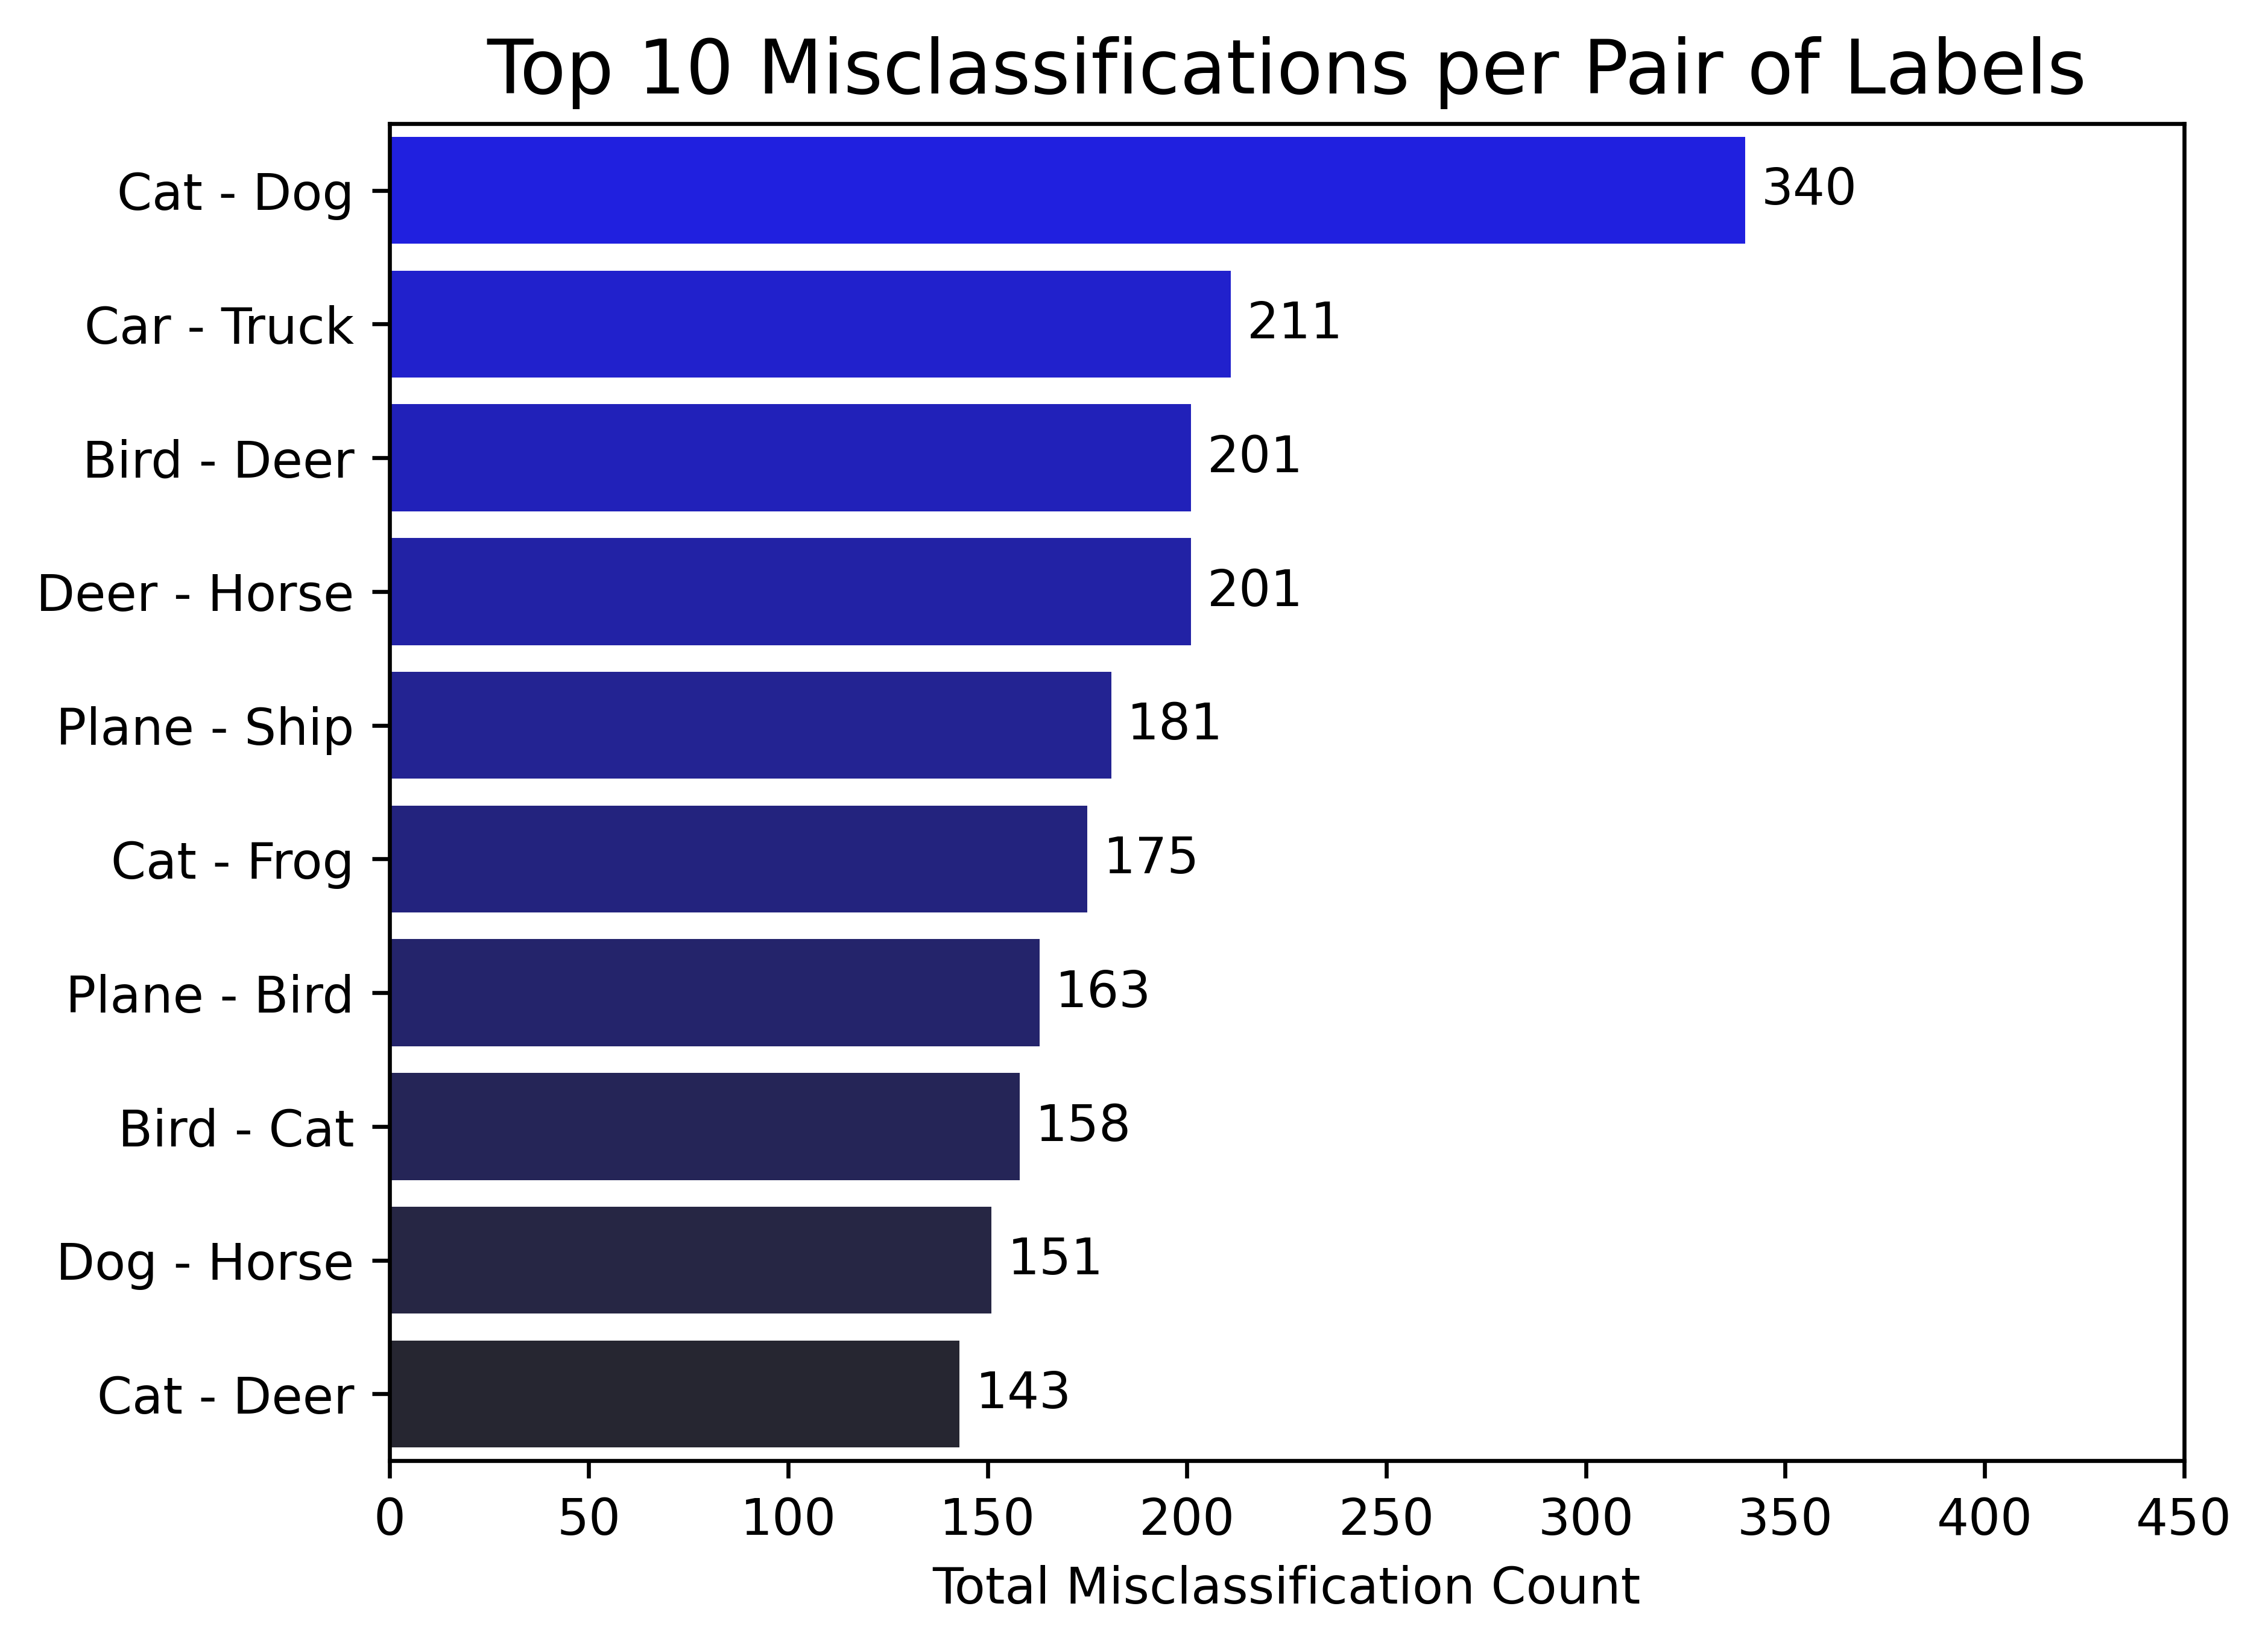 Top 10 Misclassifications per Pair of Labels
Cat - Dog
340
Car - Truck
211
Bird - Deer
201
Deer - Horse
201
Plane - Ship
181
Cat - Frog
175
Plane - Bird
163
Bird - Cat
158
Dog - Horse
151
Cat - Deer
143
0 50 100 150 200 250 300 350 400 450
Total Misclassification Count